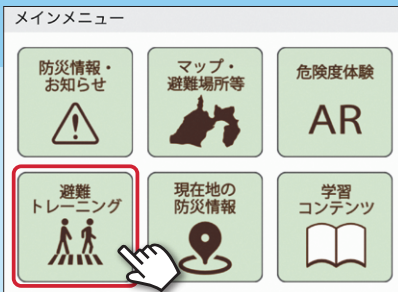 メインメニュー
防災情報・
お知らせ
マップ・
避難場所等
危険度体験
AR
避難
トレーニング
現在地の
防災情報
学習
コンテンツ